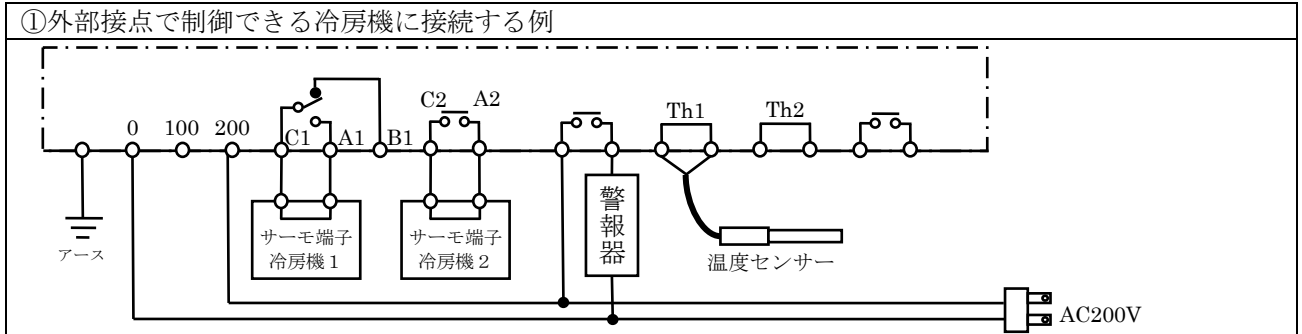 ①外部接点で制御できる冷房機に接続する例
C2 A2 Th1 Th2
0 100 200 C1 A1 B1
アース
サーモ端子
冷房機1
サーモ端子
冷房機2
警報器
温度センサー
AC200V